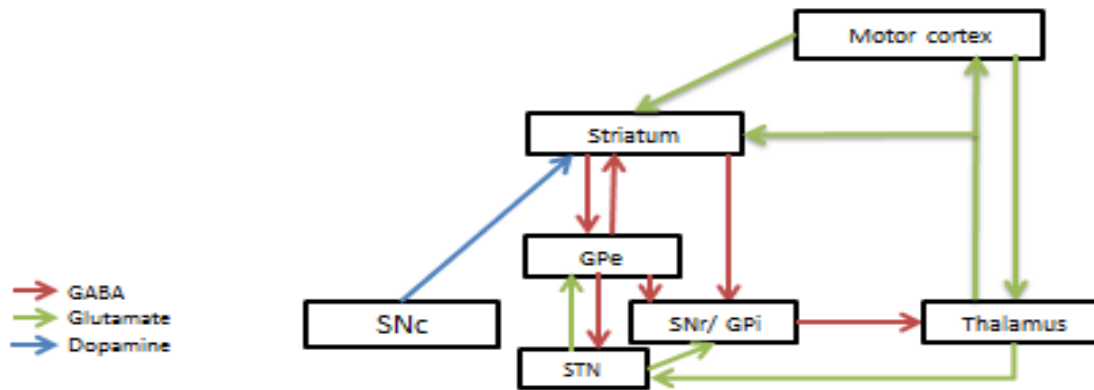 Motor cortex
Striatum
GPe
GABA
Glutamate
Dopamine
SNc
SNr/ GPi
Thalamus
STN